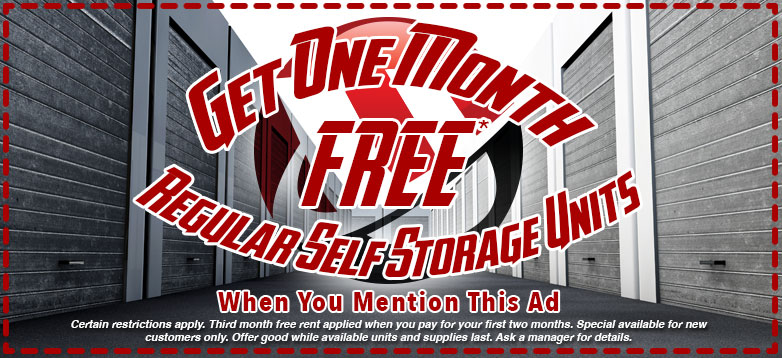 Get One Month
FREE*
Regular Self Storage Units
When You Mention This Ad
Certain restrictions apply. Third month free rent applied when you pay for your first two months. Special available for new
customers only. Offer good while available units and supplies last. Ask a manager for details.